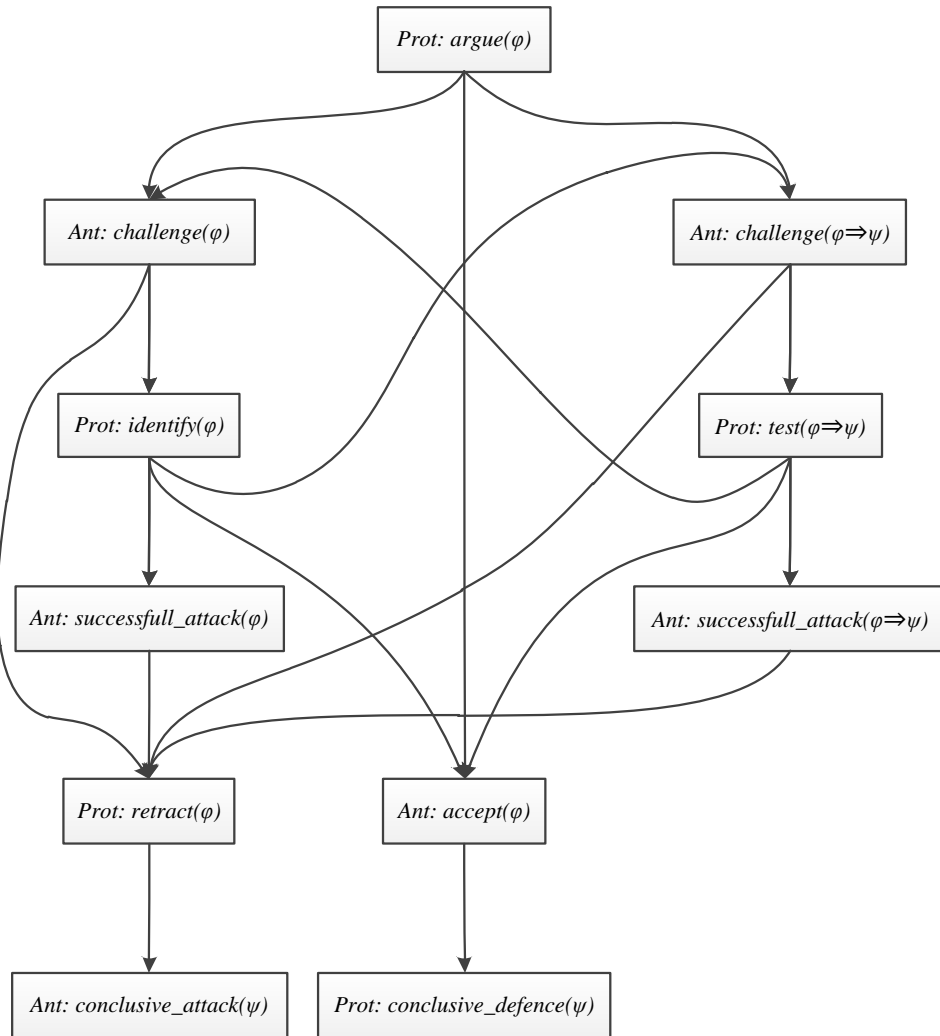 Prot: argue(φ)
Ant: challenge(φ)
Ant: challenge(φ⇒ψ)
Prot: identify(φ)
Prot: test(φ⇒ψ)
Ant: successfull_attack(φ)
Ant: successfull_attack(φ⇒ψ)
Prot: retract(φ)
Ant: accept(φ)
Ant: conclusive_attack(ψ)
Prot: conclusive_defence(ψ)